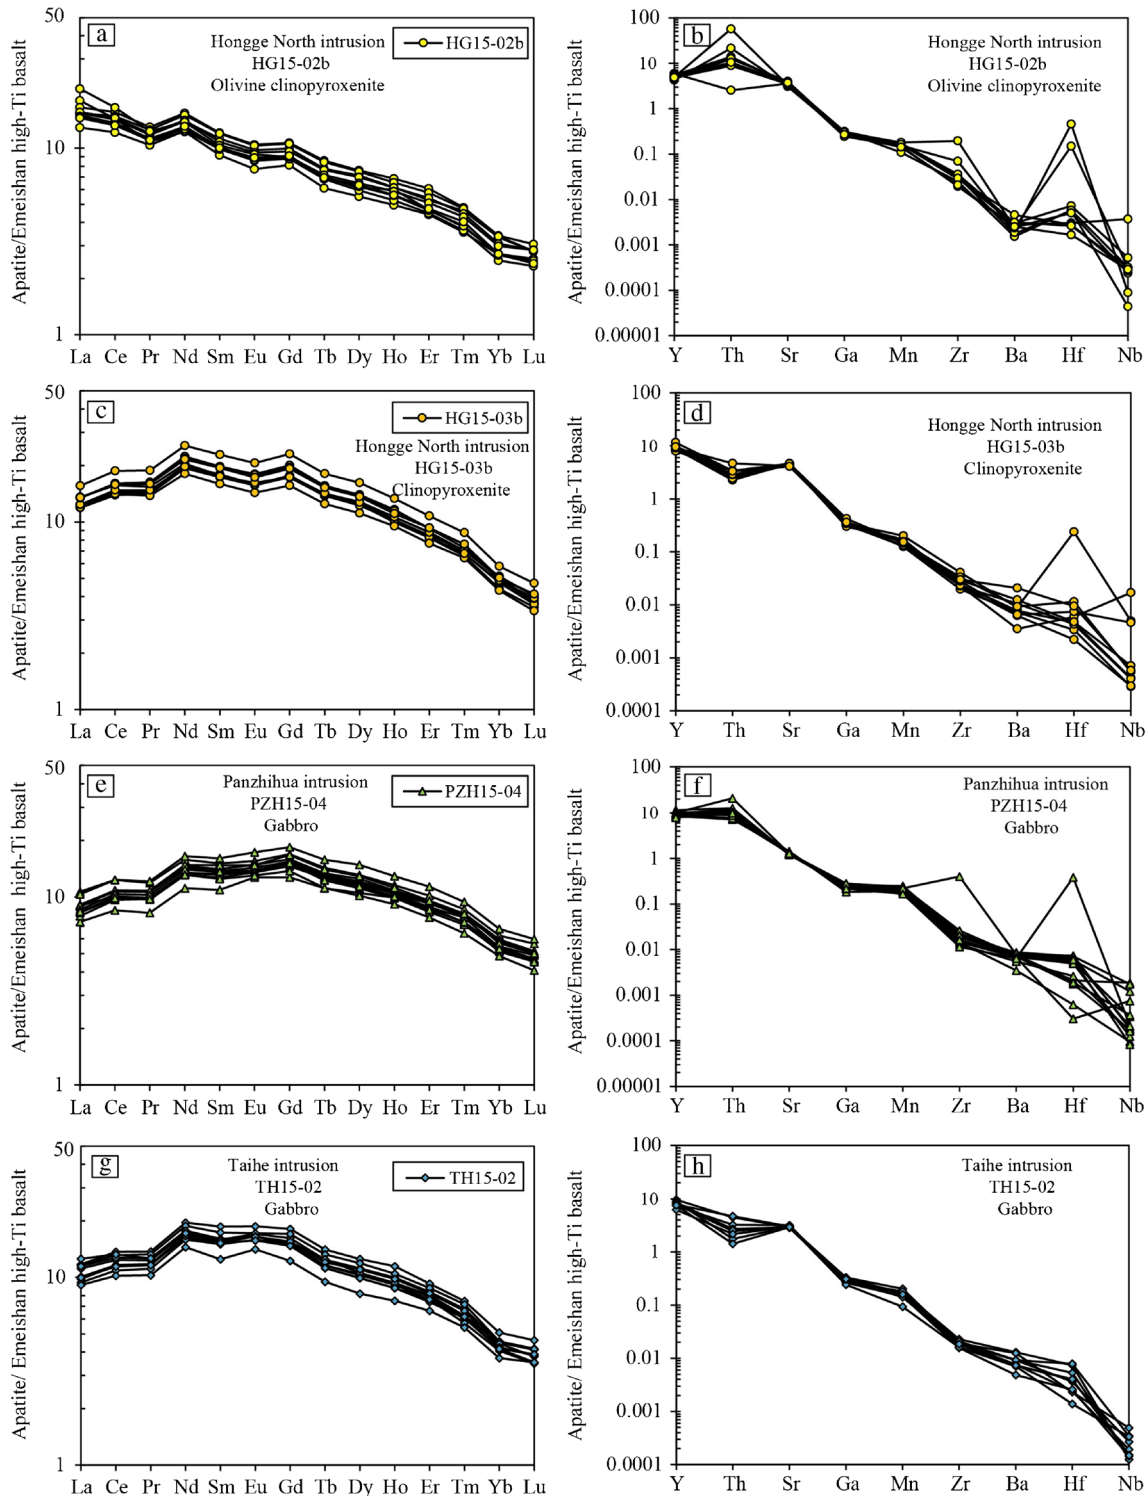 a
Hongge North intrusion
HG15-02b
Olivine clinopyroxenite
HG15-02b
Apatite/Emeishan high-Ti basalt
50
10
1
La Ce Pr Nd Sm Eu Gd Tb Dy Ho Er Tm Yb Lu
b
Hongge North intrusion
HG15-02b
Olivine clinopyroxenite
Apatite/Emeishan high-Ti basalt
100
10
1
0.1
0.01
0.001
0.0001
0.00001
Y Th Sr Ga Mn Zr Ba Hf Nb
c
HG15-03b
Hongge North intrusion
HG15-03b
Clinopyroxenite
Apatite/Emeishan high-Ti basalt
50
10
1
La Ce Pr Nd Sm Eu Gd Tb Dy Ho Er Tm Yb Lu
d
Hongge North intrusion
HG15-03b
Clinopyroxenite
Apatite/Emeishan high-Ti basalt
100
10
1
0.1
0.01
0.001
0.0001
Y Th Sr Ga Mn Zr Ba Hf Nb
e
Panzhihua intrusion
PZH15-04
Gabbro
PZH15-04
Apatite/Emeishan high-Ti basalt
50
10
1
La Ce Pr Nd Sm Eu Gd Tb Dy Ho Er Tm Yb Lu
f
Panzhihua intrusion
PZH15-04
Gabbro
Apatite/Emeishan high-Ti basalt
100
10
1
0.1
0.01
0.001
0.0001
0.00001
Y Th Sr Ga Mn Zr Ba Hf Nb
g
Taihe intrusion
TH15-02
Gabbro
TH15-02
Apatite/ Emeishan high-Ti basalt
50
10
1
La Ce Pr Nd Sm Eu Gd Tb Dy Ho Er Tm Yb Lu
h
Taihe intrusion
TH15-02
Gabbro
Apatite/Emeishan high-Ti basalt
100
10
1
0.1
0.01
0.001
0.0001
Y Th Sr Ga Mn Zr Ba Hf Nb